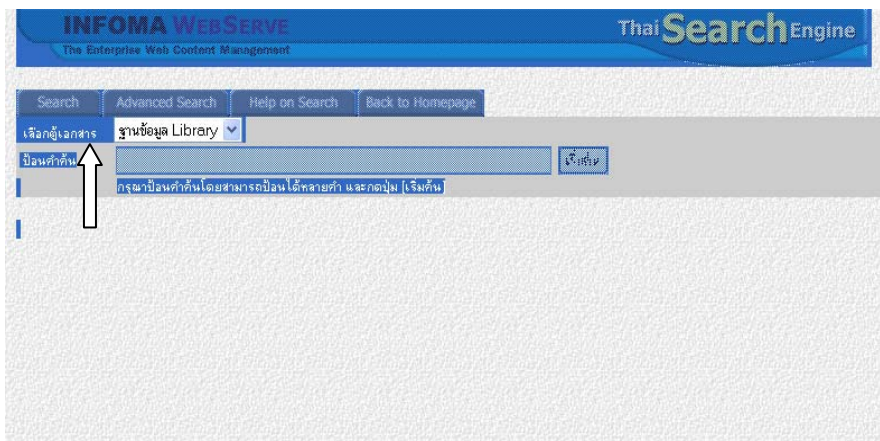 INFOMA WEBSERVE
The Enterprise Web Content Management
Thai Search Engine
Search Advanced Search Help on Search Back to Homepage
เลือกตู้เอกสาร ฐานข้อมูล Library
ป้อนคำค้น เริ่มค้น
กรุณาป้อนคำค้นโดยสามารถป้อนได้หลายคำ และกดปุ่ม [เริ่มค้น]